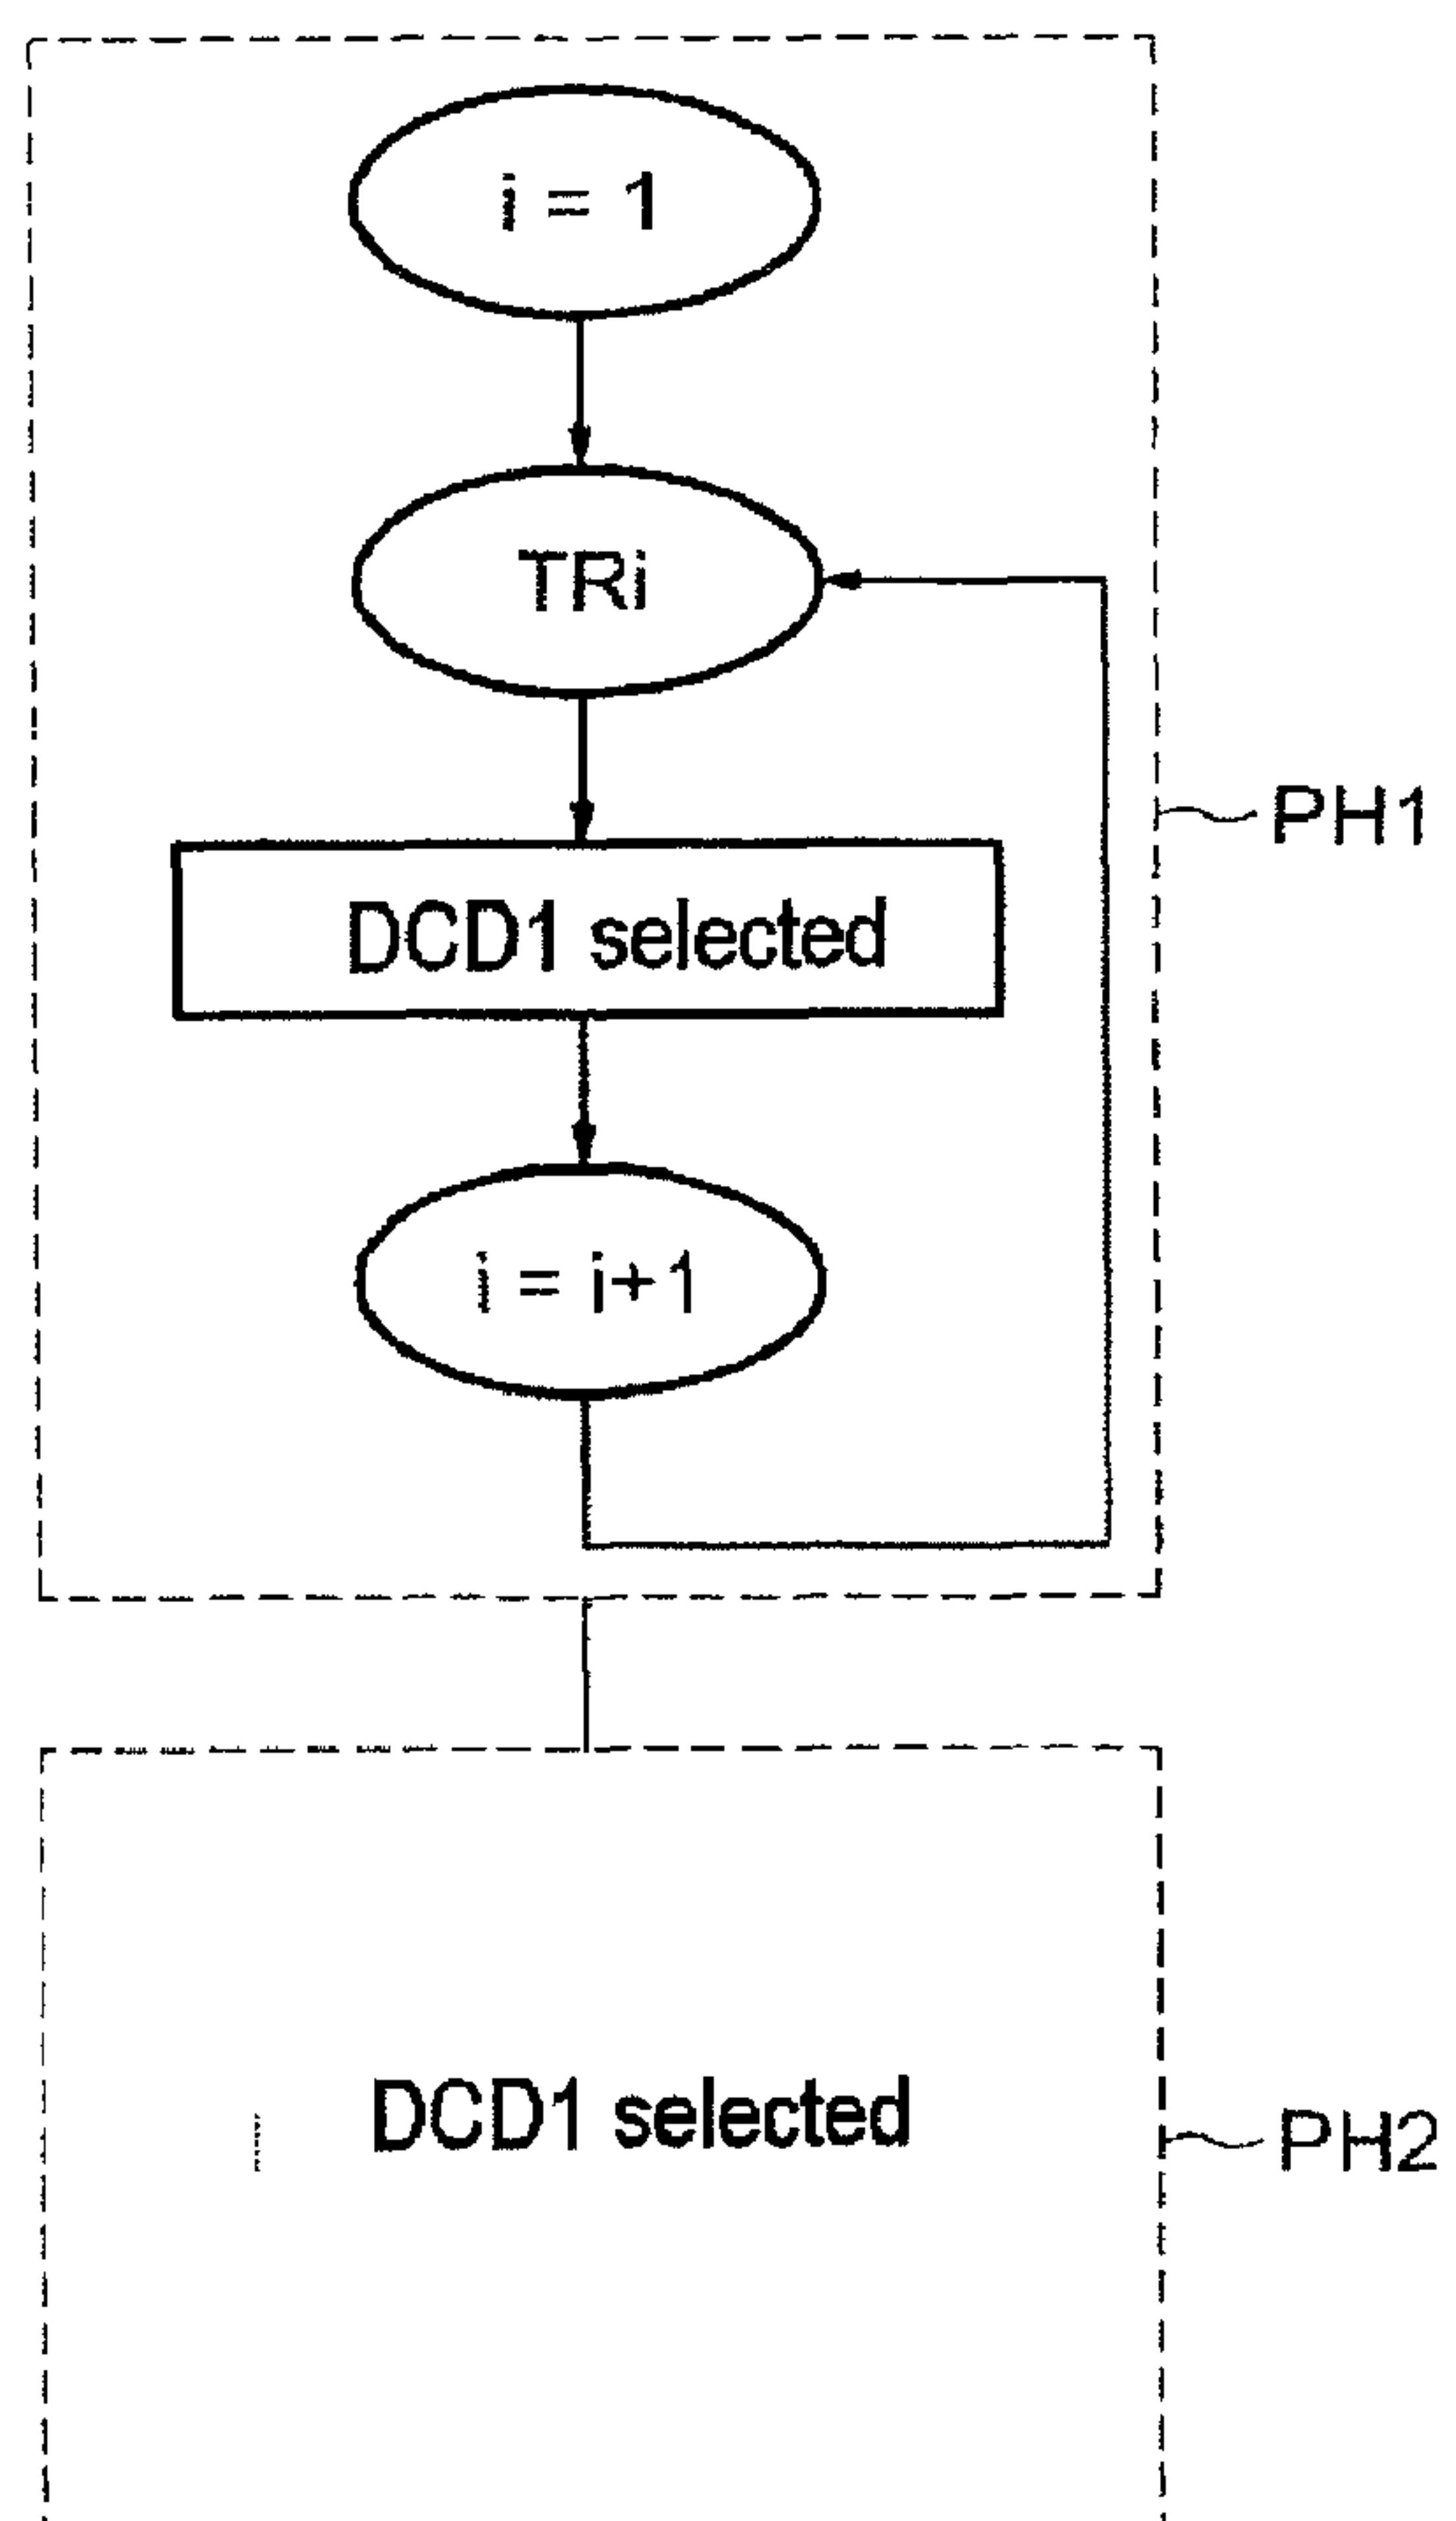 i = 1
TRi
PH1
DCD1 selected
i = i+1
DCD1 selected
PH2